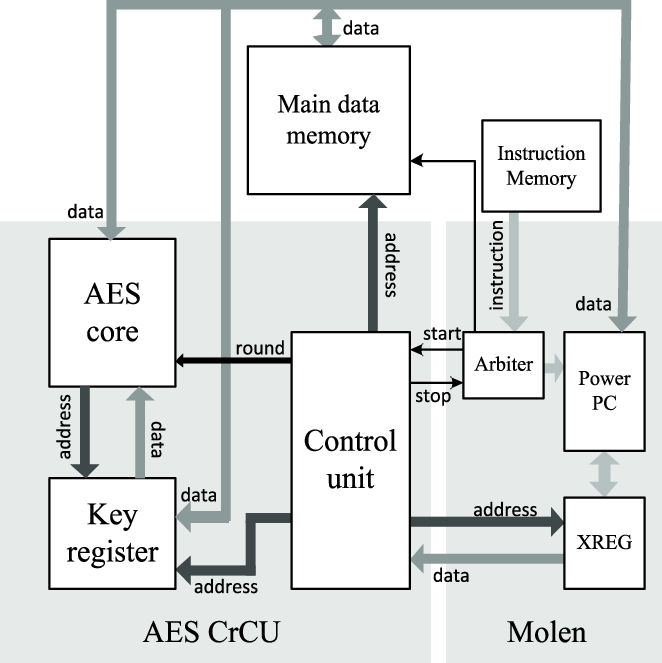 data
Main data
memory
Instruction
Memory
data
address
instruction
data
AES
core
round
start
stop
Arbiter
Power
PC
address
data
Control
unit
data
Key
register
address
address
data
XREG
AES CrCU
Molen